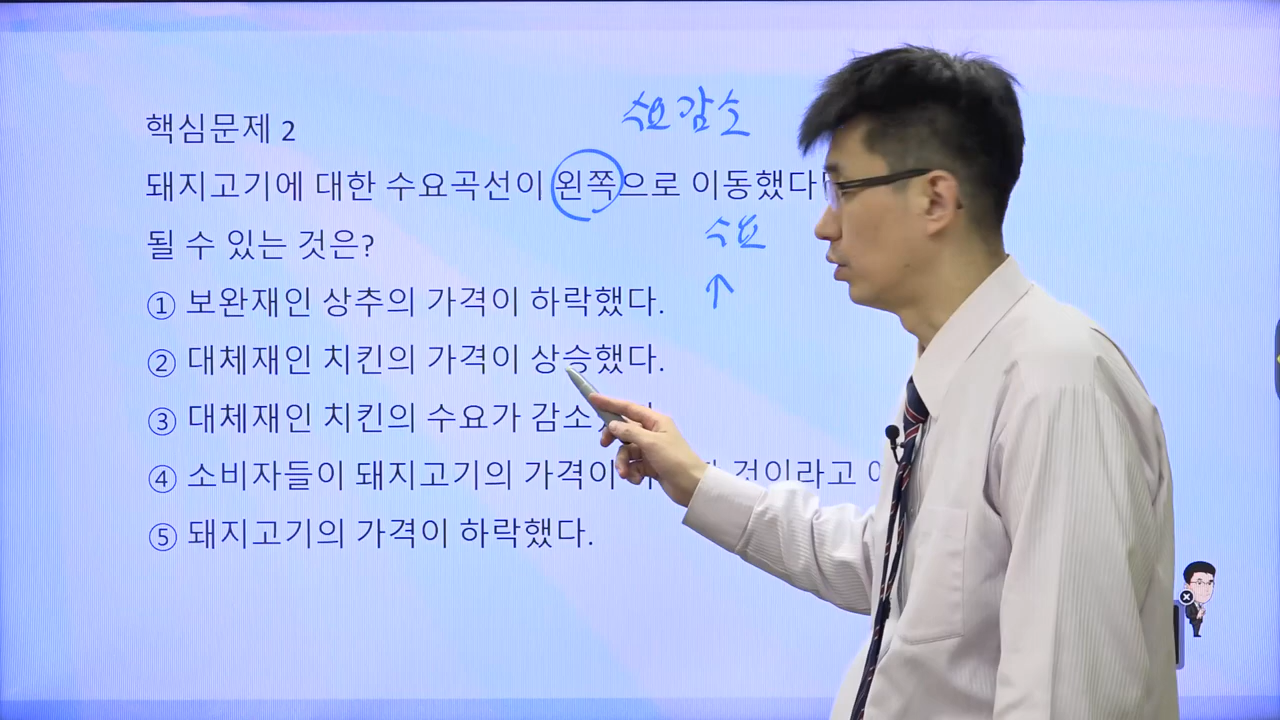 수요감소
핵심문제 2
돼지고기에 대한 수요곡선이 왼쪽으로 이동했다
수요
될 수 있는 것은?
↑
① 보완재인 상추의 가격이 하락했다.
② 대체재인 치킨의 가격이 상승했다.
③ 대체재인 치킨의 수요가 감소
④ 소비자들이 돼지고기의 가격이 것이라고
⑤ 돼지고기의 가격이 하락했다.